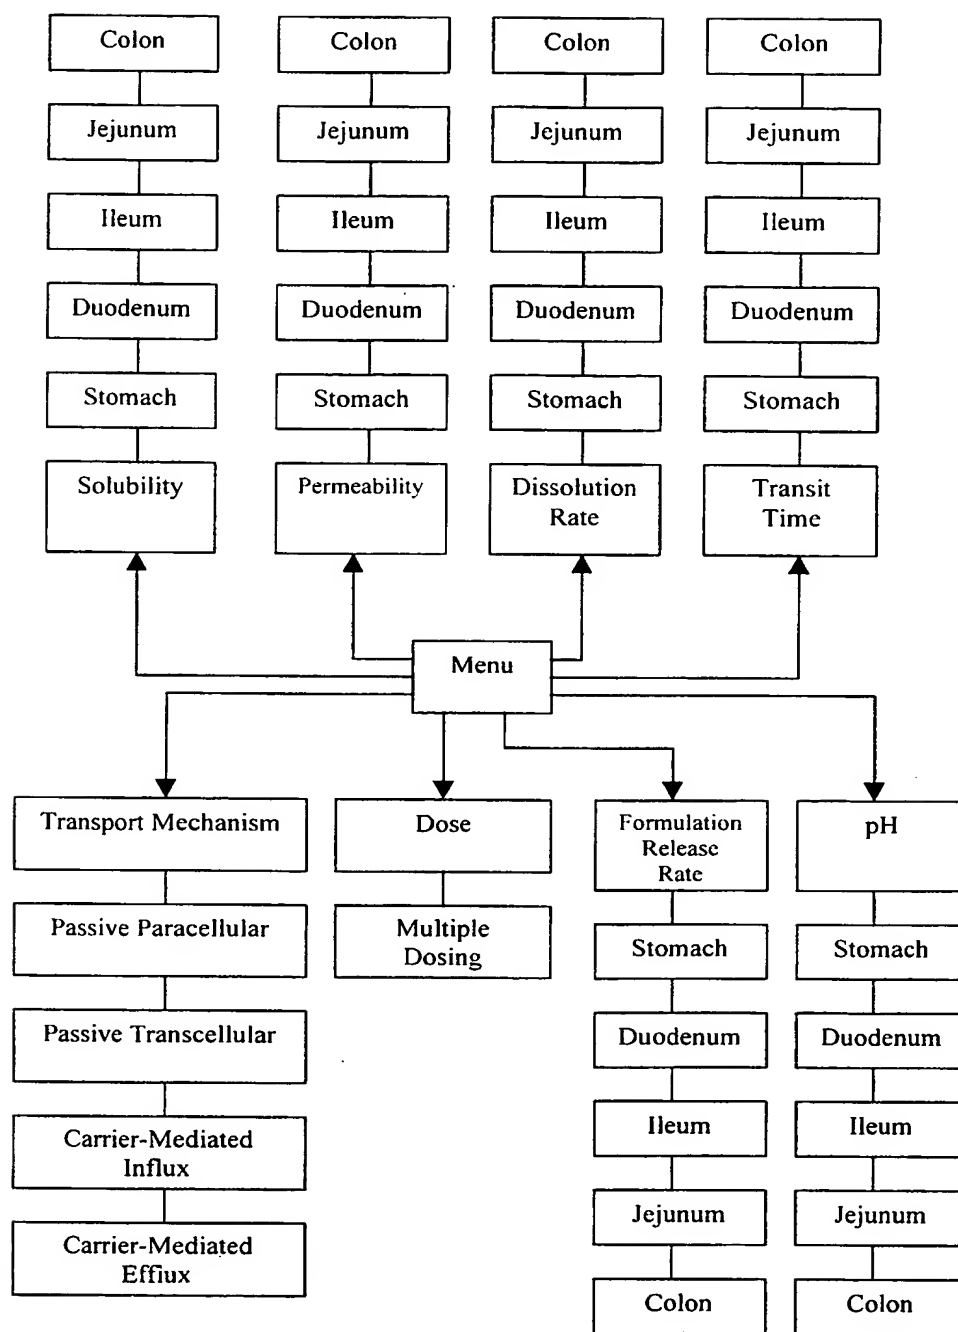 Colon
Colon
Colon
Colon
Jejunum
Jejunum
Jejunum
Jejunum
Ileum
Ileum
Ileum
Ileum
Duodenum
Duodenum
Duodenum
Duodenum
Stomach
Stomach
Stomach
Stomach
Solubility
Permeability
Dissolution
Rate
Transit
Time
Menu
Transport Mechanism
Dose
Formulation
Release
Rate
pH
Passive Paracellular
Multiple
Dosing
Stomach
Stomach
Passive Transcellular
Duodenum
Duodenum
Carrier-Mediated
Influx
Ileum
Ileum
Carrier-Mediated
Efflux
Jejunum
Jejunum
Colon
Colon